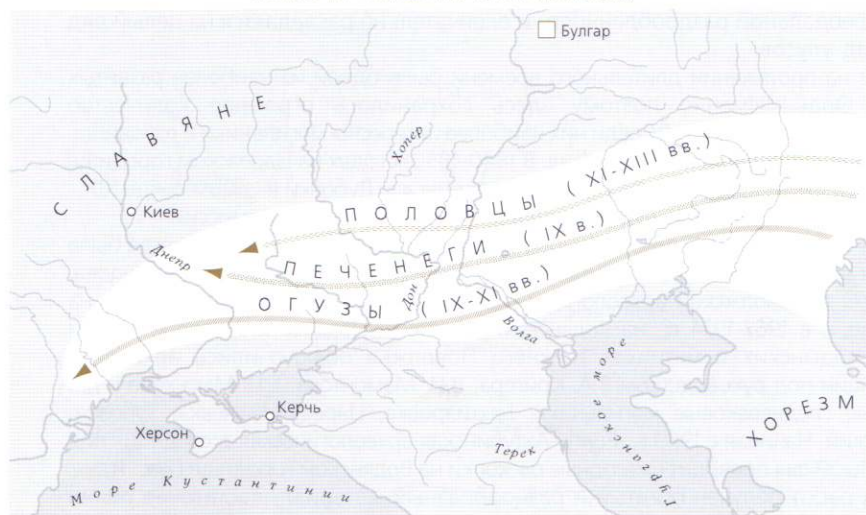 Булгар
СЛАВЯНЕ
Хопер
ПОЛОВЦЫ (XI-XIII вв.)
Киев
ПЕЧЕНЕГИ (IX в.)
Днепр
ОГУЗЫ (IX-XI вв.)
Дон
Волга
Керчь
Херсон
Терек
Гурганское море
ХОРЕЗМ
Море Кустантинии